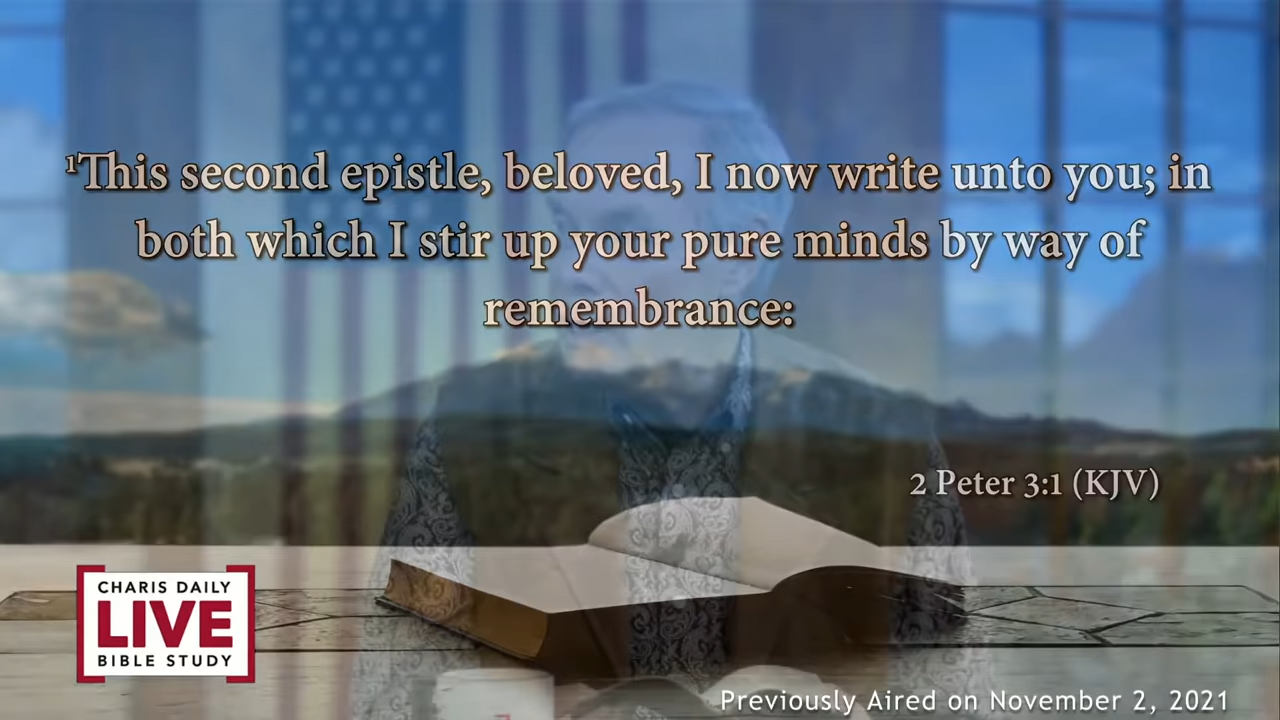 ¹This second epistle, beloved, I now write unto you; in
both which I stir up your pure minds by way of
remembrance:
2 Peter 3:1 (KJV)
CHARIS DAILY
LIVE
BIBLE STUDY
Previously Aired on November 2, 2021